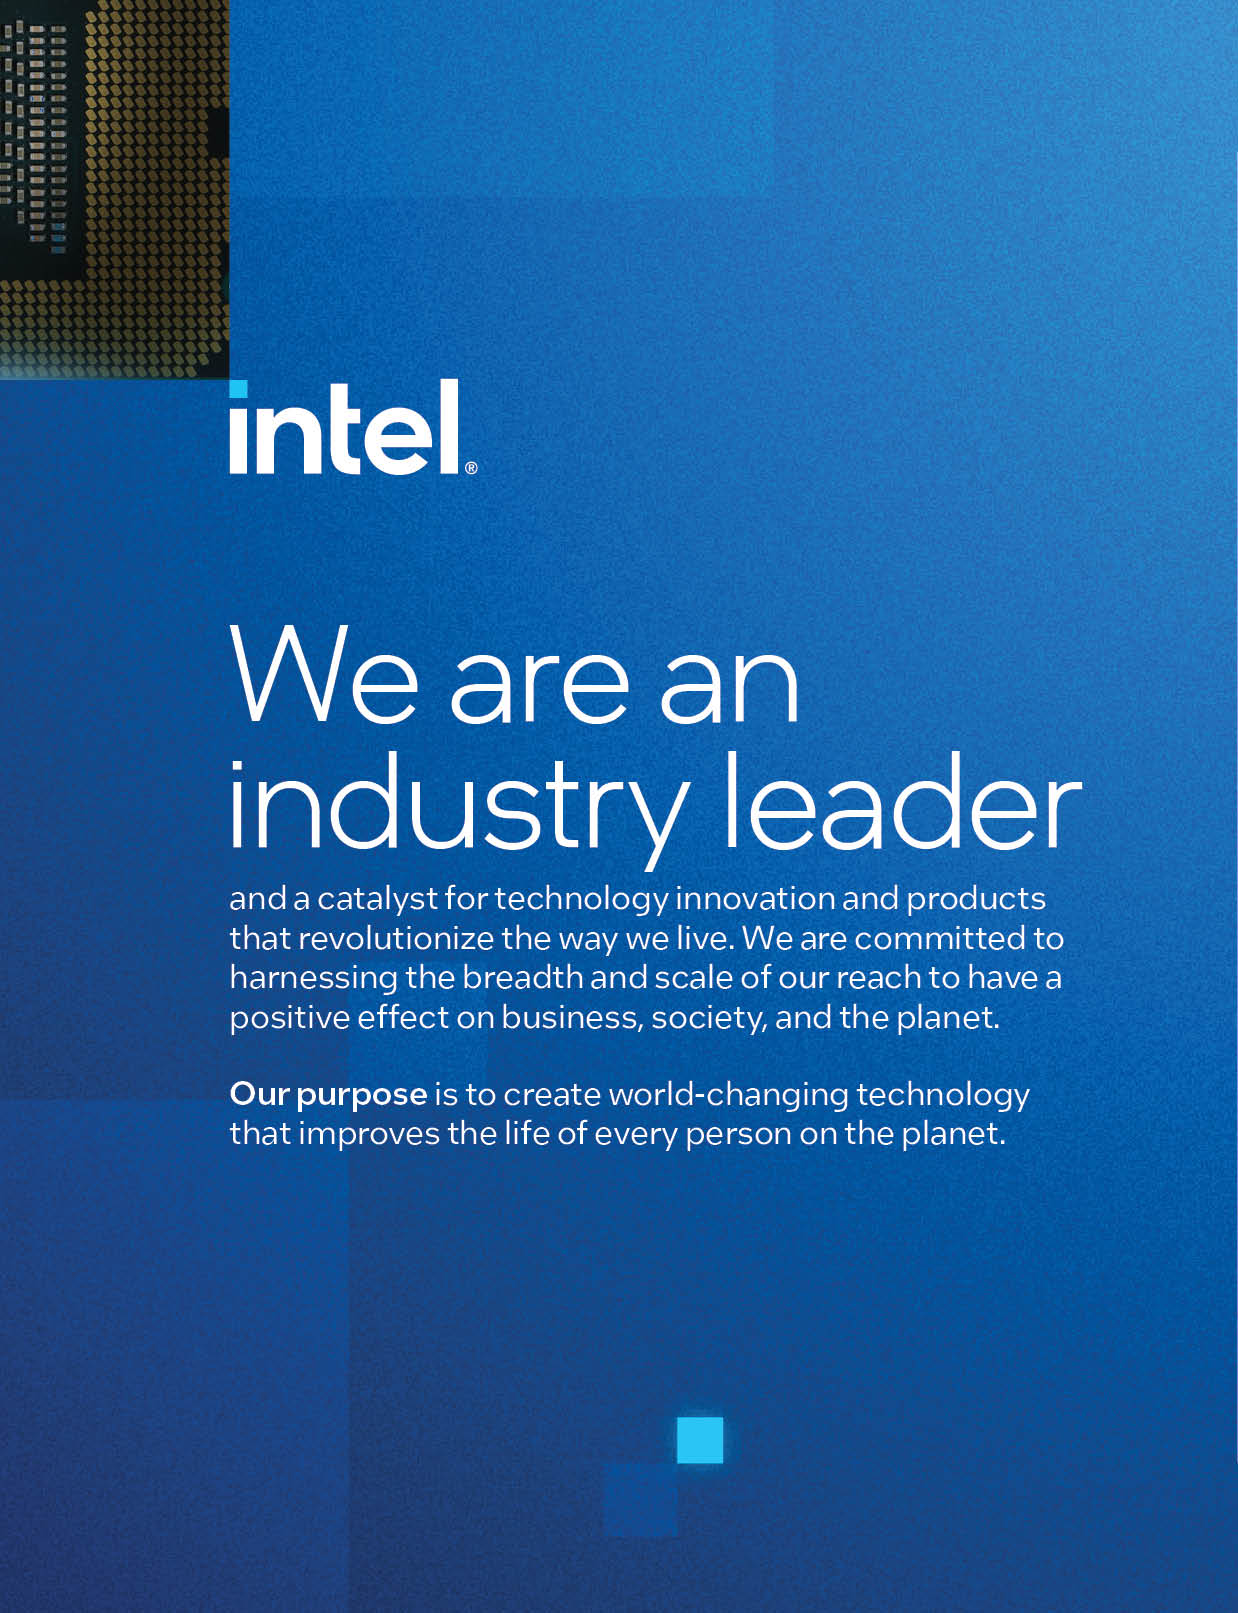 intel®
We are an
industry leader
and a catalyst for technology innovation and products
that revolutionize the way we live. We are committed to
harnessing the breadth and scale of our reach to have a
positive effect on business, society, and the planet.
Our purpose is to create world-changing technology
that improves the life of every person on the planet.